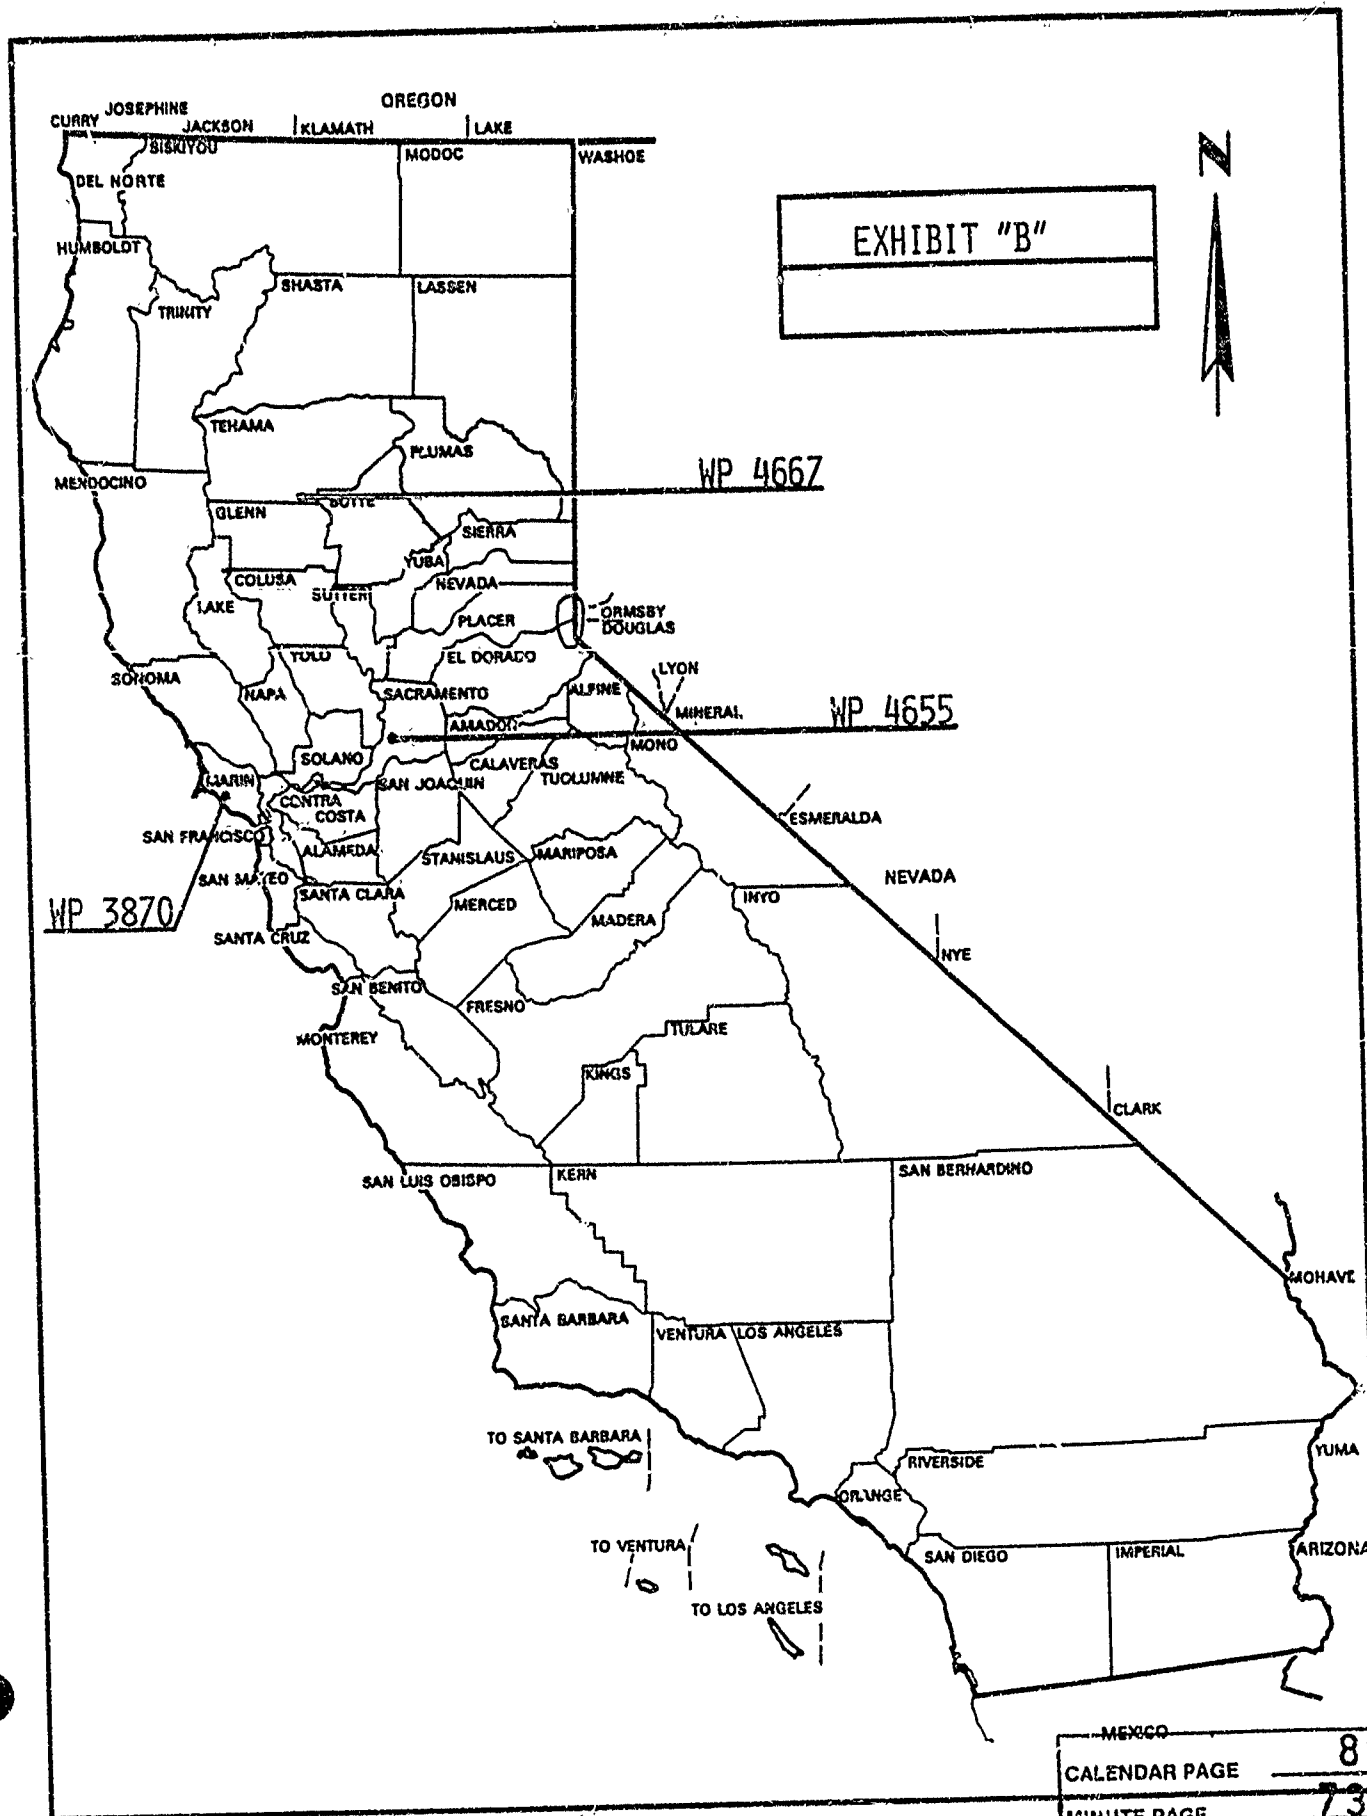 OREGON
CURRY JOSEPHINE JACKSON KLAMATH LAKE
SISKIYOU MODOC WASHOE
DEL NORTE
EXHIBIT "B"
N
HUMBOLDT
SHASTA LASSEN
TRINITY
TEHAMA
PLUMAS
WP 4667
MENDOCINO
BUTTE
GLENN
SIERRA
YUBA
COLUSA NEVADA
SUTTER
LAKE
ORMSBY
PLACER
DOUGLAS
YOLO EL DORADO
SONOMA LYON
NAPA SACRAMENTO ALPINE
MINERAL WP 4655
AMADOR
MONO
SOLANO CALAVERAS
MARIN SAN JOAQUIN TUOLUMNE
CONTRA
COSTA ESMERALDA
SAN FRANCISCO
ALAMEDA STANISLAUS MARIPOSA
SAN MATEO NEVADA
SANTA CLARA INYO
WP 3870 MERCED
MADERA
SANTA CRUZ
NYE
SAN BENITO
FRESNO
MONTEREY TULARE
KINGS
CLARK
SAN LUIS OBISPO KERN SAN BERNARDINO
MOHAVE
SANTA BARBARA
VENTURA LOS ANGELES
TO SANTA BARBARA
YUMA
RIVERSIDE
ORANGE
TO VENTURA
SAN DIEGO IMPERIAL ARIZONA
TO LOS ANGELES
MEXICO
CALENDAR PAGE 8
MINUTE PAGE 73